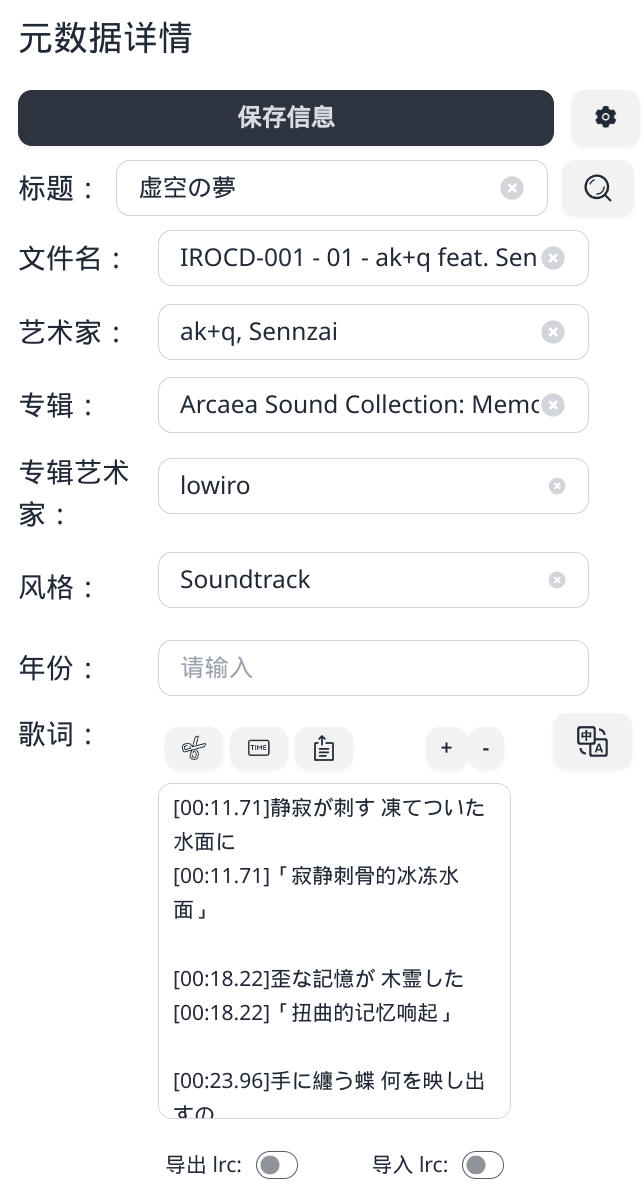 元数据详情
保存信息
标题： 虚空の夢
文件名： IROCD-001 - 01 - ak+q feat. Sen
艺术家： ak+q, Sennzai
专辑： Arcaea Sound Collection: Memo
专辑艺术
家： lowiro
风格： Soundtrack
年份： 请输入
歌词： TIME + - 中 A
[00:11.71]静寂が刺す 凍てついた
水面に
[00:11.71]「寂静刺骨的冰冻水
面」
[00:18.22]歪な記憶が 木霊した
[00:18.22]「扭曲的记忆响起」
[00:23.96]手に纏う蝶 何を映し出
すの
导出 lrc: 导入 lrc: